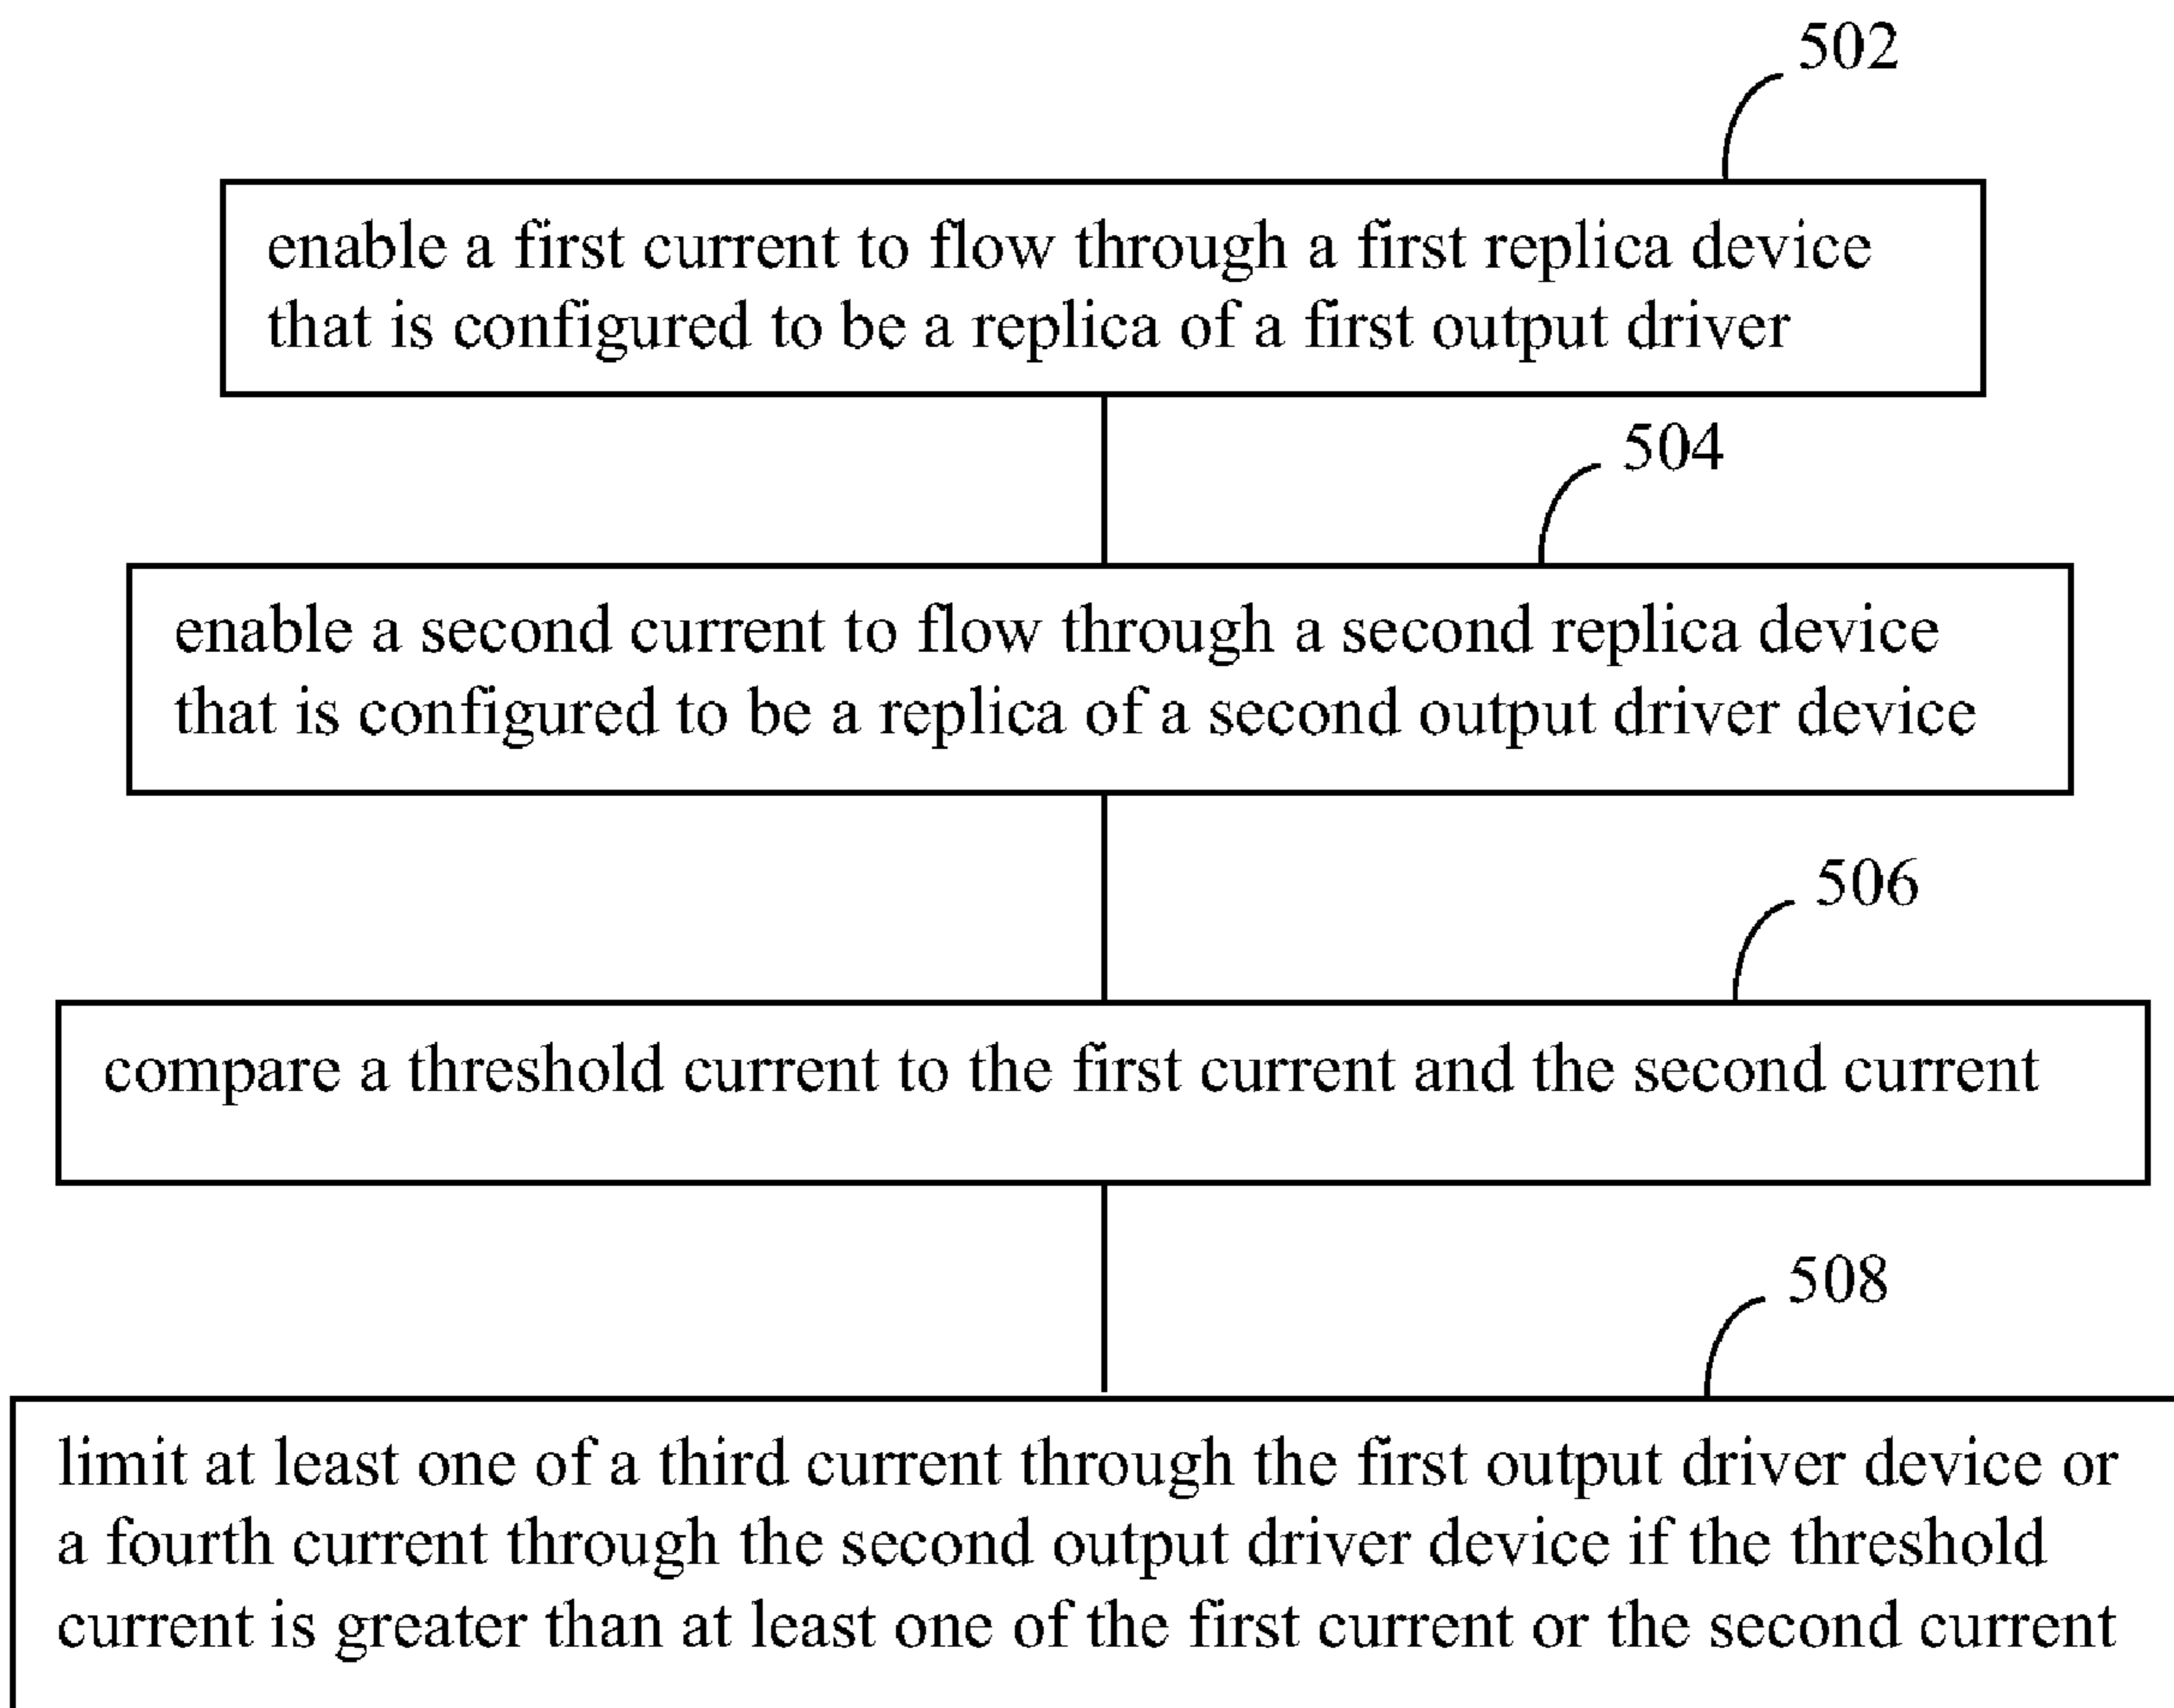 502
enable a first current to flow through a first replica device
that is configured to be a replica of a first output driver
504
enable a second current to flow through a second replica device
that is configured to be a replica of a second output driver device
506
compare a threshold current to the first current and the second current
508
limit at least one of a third current through the first output driver device or
a fourth current through the second output driver device if the threshold
current is greater than at least one of the first current or the second current